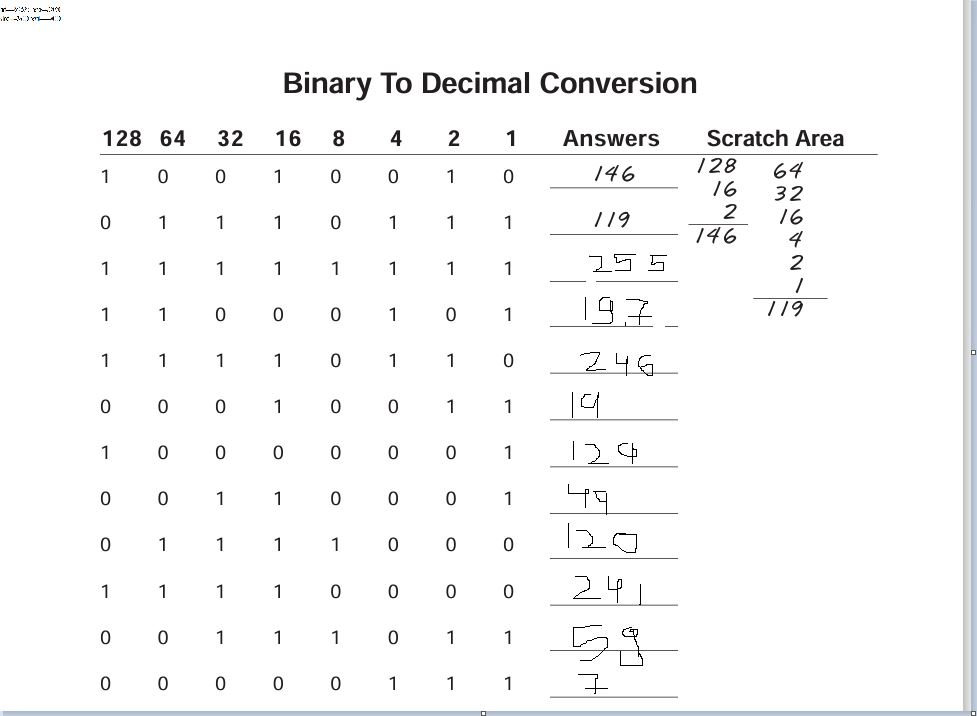 Binary To Decimal Conversion
128 64 32 16 8 4 2 1 Answers Scratch Area
1 0 0 1 0 0 1 0 146 128 64
16 32
0 1 1 1 0 1 1 1 119 2 16
146 4
1 1 1 1 1 1 1 1 255 2
1
1 1 0 0 0 1 0 1 197 119
1 1 1 1 0 1 1 0 246
0 0 0 1 0 0 1 1 19
1 0 0 0 0 0 0 1 129
0 0 1 1 0 0 0 1 49
0 1 1 1 1 0 0 0 120
1 1 1 1 0 0 0 0 241
0 0 1 1 1 0 1 1 59
0 0 0 0 0 1 1 1 7